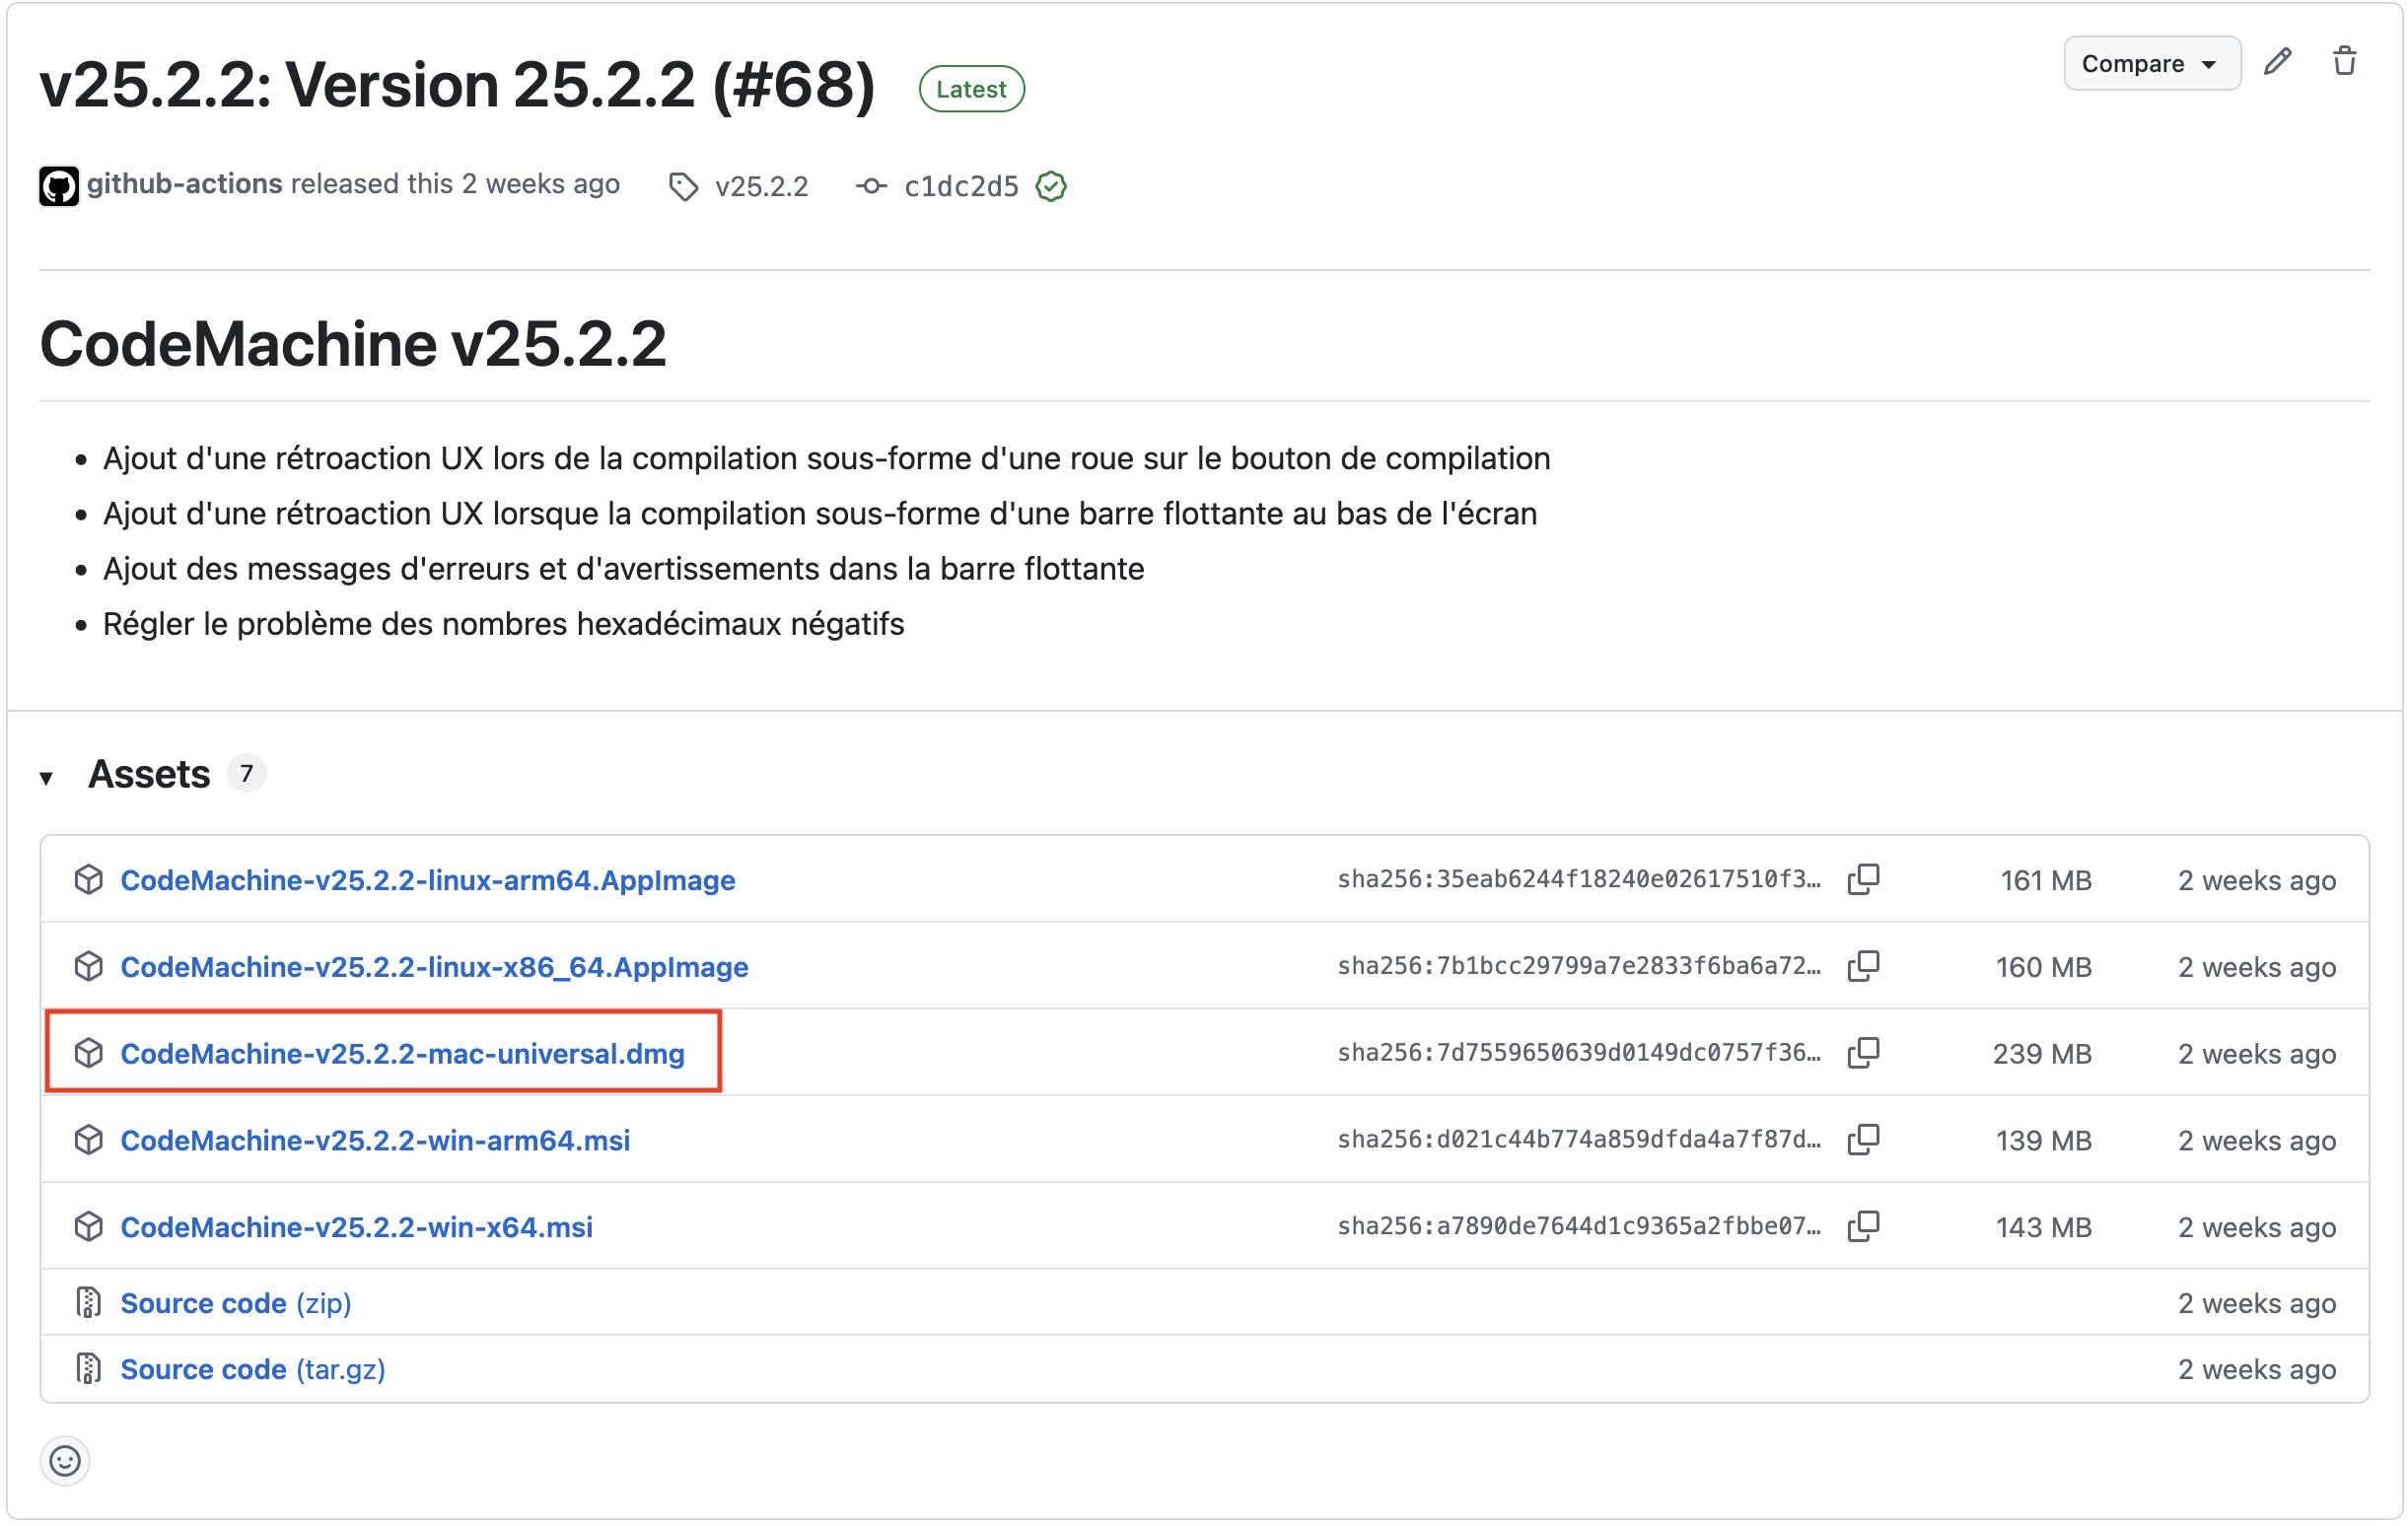 v25.2.2: Version 25.2.2 (#68) Latest Compare
github-actions released this 2 weeks ago v25.2.2 c1dc2d5
CodeMachine v25.2.2
• Ajout d'une rétroaction UX lors de la compilation sous-forme d'une roue sur le bouton de compilation
• Ajout d'une rétroaction UX lorsque la compilation sous-forme d'une barre flottante au bas de l'écran
• Ajout des messages d'erreurs et d'avertissements dans la barre flottante
• Régler le problème des nombres hexadécimaux négatifs
Assets 7
CodeMachine-v25.2.2-linux-arm64.AppImage sha256:35eab6244f18240e02617510f3… 161 MB 2 weeks ago
CodeMachine-v25.2.2-linux-x86_64.AppImage sha256:7b1bcc29799a7e2833f6ba6a72… 160 MB 2 weeks ago
CodeMachine-v25.2.2-mac-universal.dmg sha256:7d7559650639d0149dc0757f36… 239 MB 2 weeks ago
CodeMachine-v25.2.2-win-arm64.msi sha256:d021c44b774a859dfda4a7f87d… 139 MB 2 weeks ago
CodeMachine-v25.2.2-win-x64.msi sha256:a7890de7644d1c9365a2fbbe07… 143 MB 2 weeks ago
Source code (zip) 2 weeks ago
Source code (tar.gz) 2 weeks ago